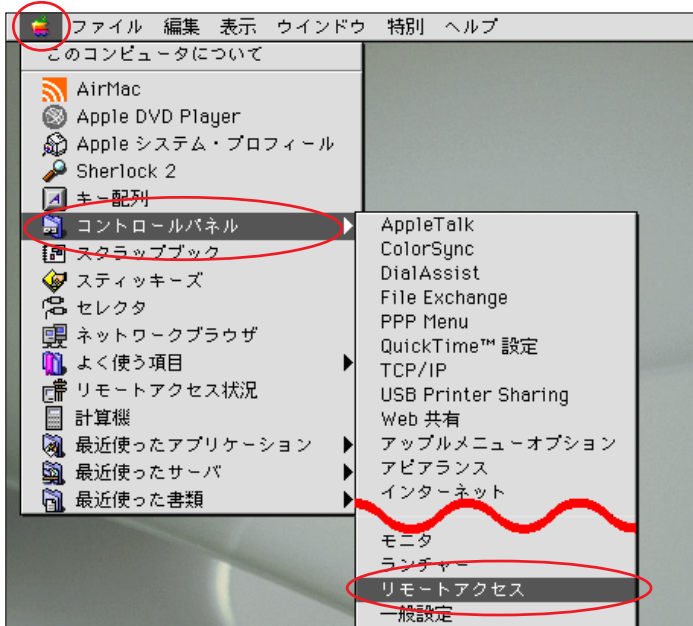 ファイル 編集 表示 ウインドウ 特別 ヘルプ
このコンピュータについて
AirMac
Apple DVD Player
Apple システム・プロフィール
Sherlock 2
キー配列
コントロールパネル
スクラップブック
スティッキーズ
セレクタ
ネットワークブラウザ
よく使う項目
リモートアクセス状況
計算機
最近使ったアプリケーション
最近使ったサーバ
最近使った書類
AppleTalk
ColorSync
DialAssist
File Exchange
PPP Menu
QuickTime™ 設定
TCP/IP
USB Printer Sharing
Web 共有
アップルメニューオプション
アピアランス
インターネット
モニタ
ランチャー
リモートアクセス
一般設定